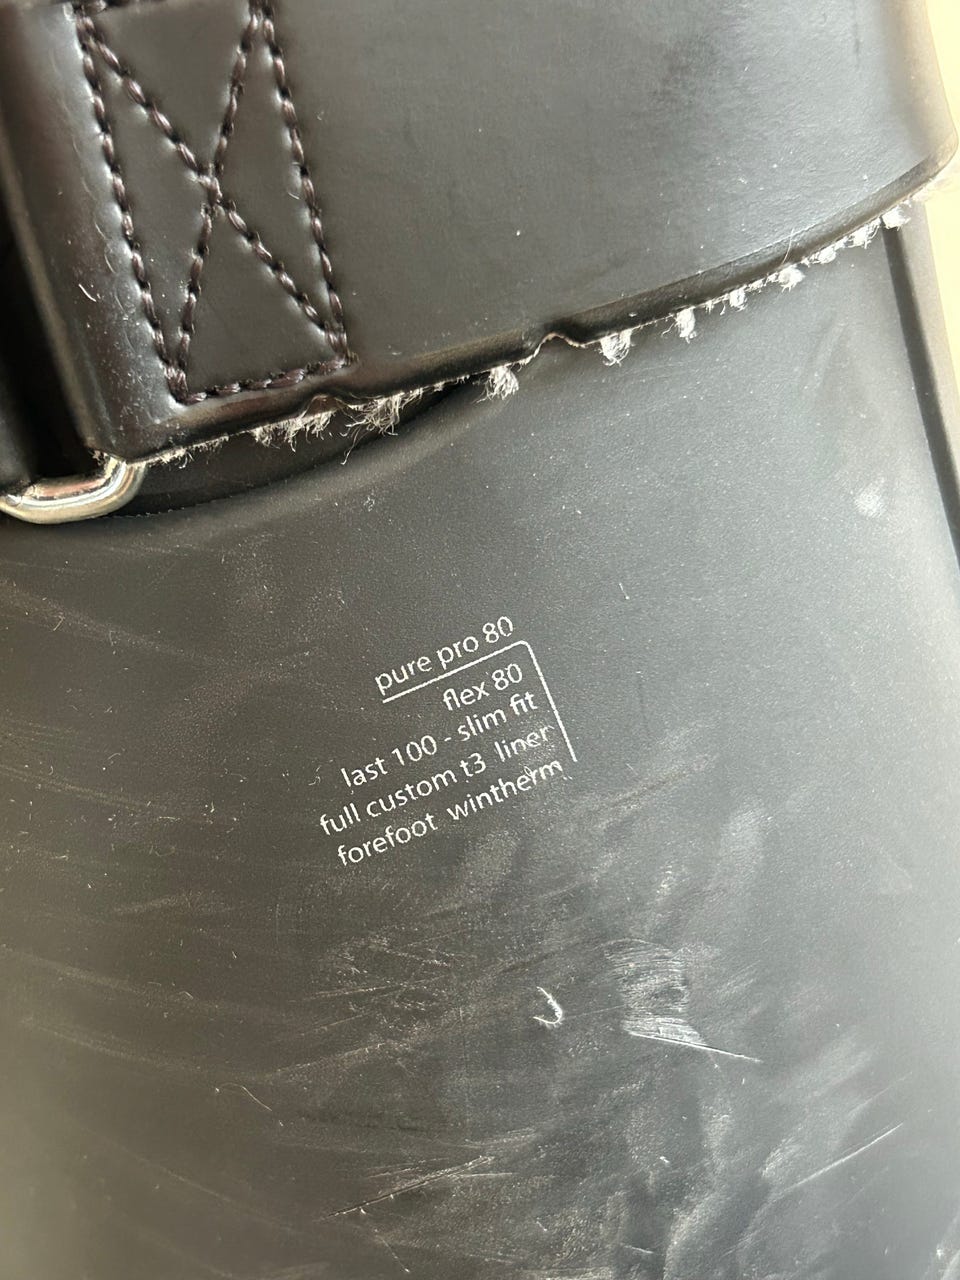 pure pro 80
flex 80
last 100 - slim fit
full custom t3 liner
forefoot wintherm